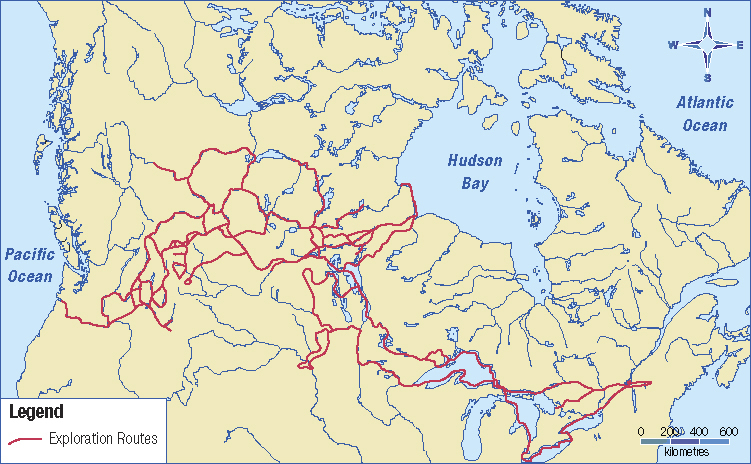 N
W E
S
Atlantic
Ocean
Hudson
Bay
Pacific
Ocean
Legend
Exploration Routes
0 200 400 600
kilometres